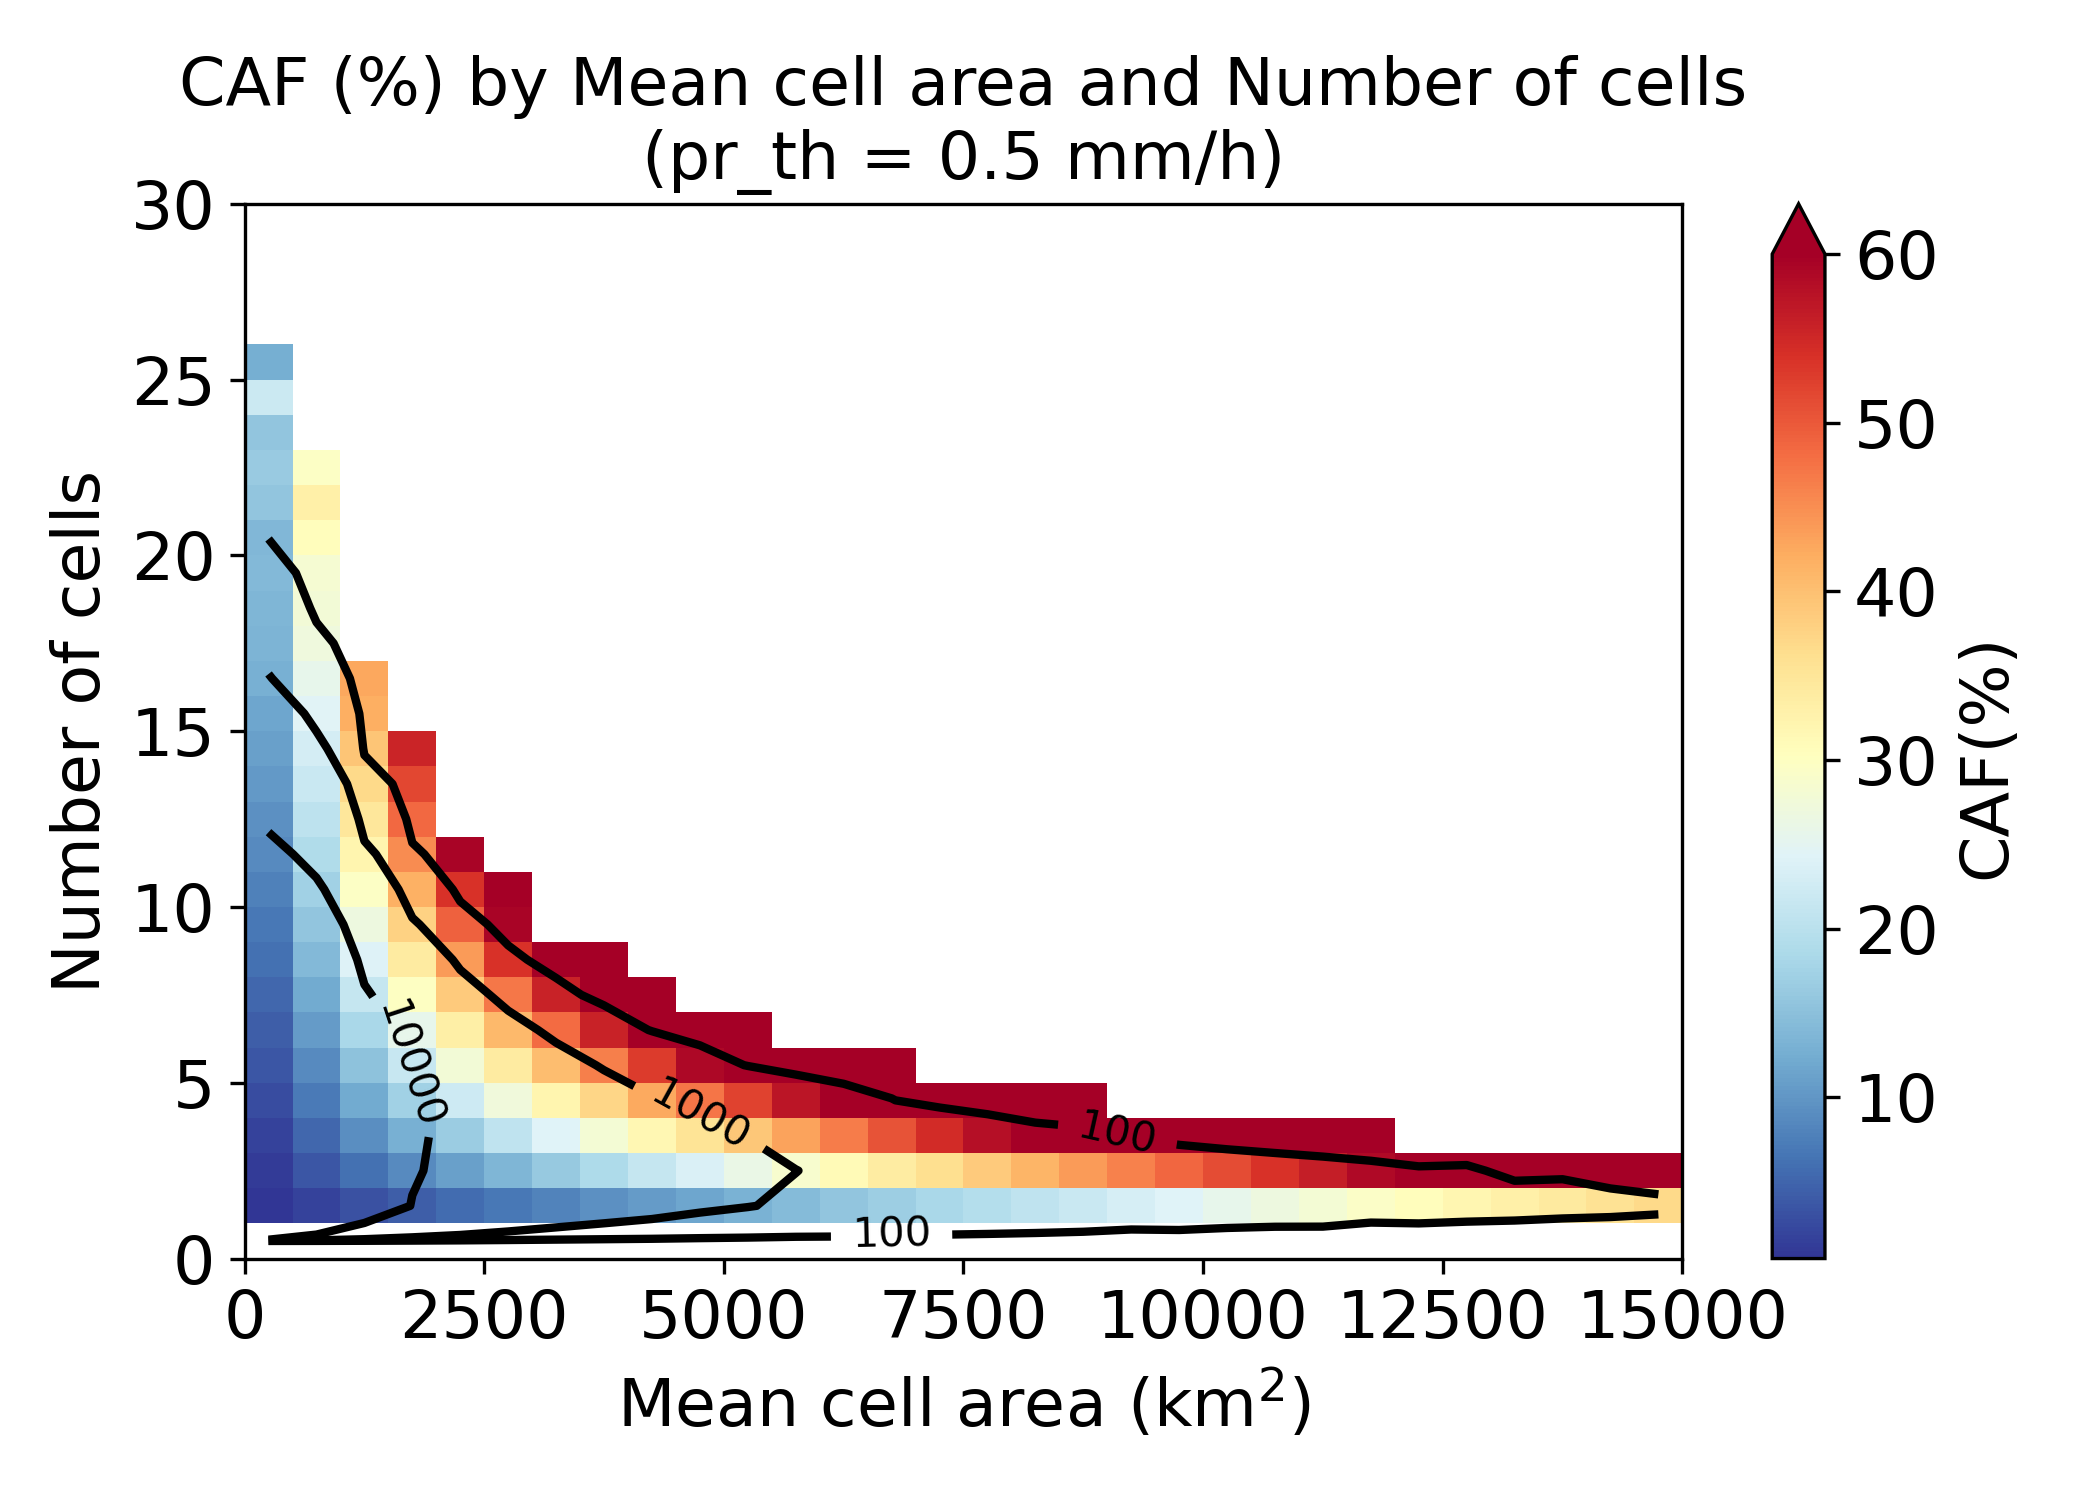 CAF (%) by Mean cell area and Number of cells
(pr_th = 0.5 mm/h)
30
25
20
15
10
5
0
Number of cells
0 2500 5000 7500 10000 12500 15000
Mean cell area (km²)
10000
1000
100
100
60
50
40
30
20
10
CAF(%)